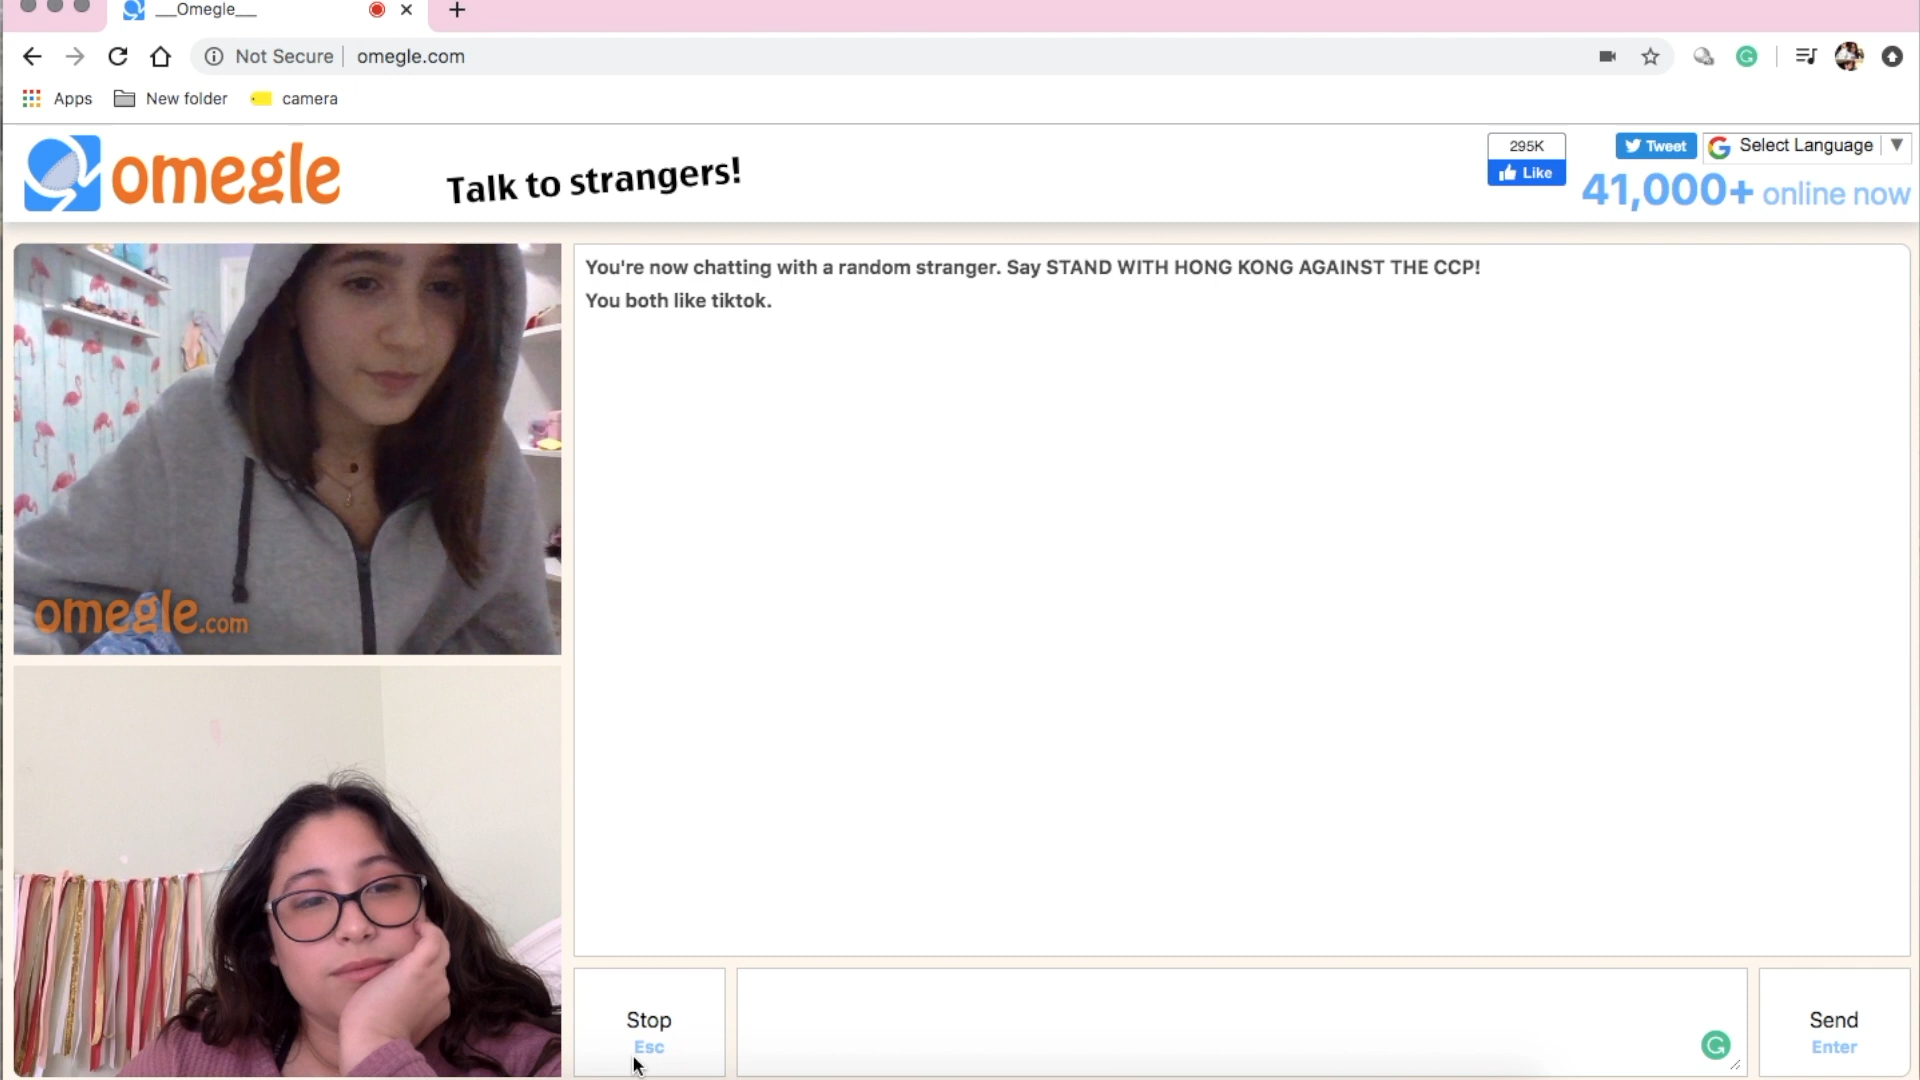 __Omegle__
Not Secure
omegle.com
Apps
New folder
camera
omegle
Talk to strangers!
295K
Like
Tweet
Select Language
41,000+ online now
You're now chatting with a random stranger. Say STAND WITH HONG KONG AGAINST THE CCP!
You both like tiktok.
omegle.com
Stop
Esc
Send
Enter